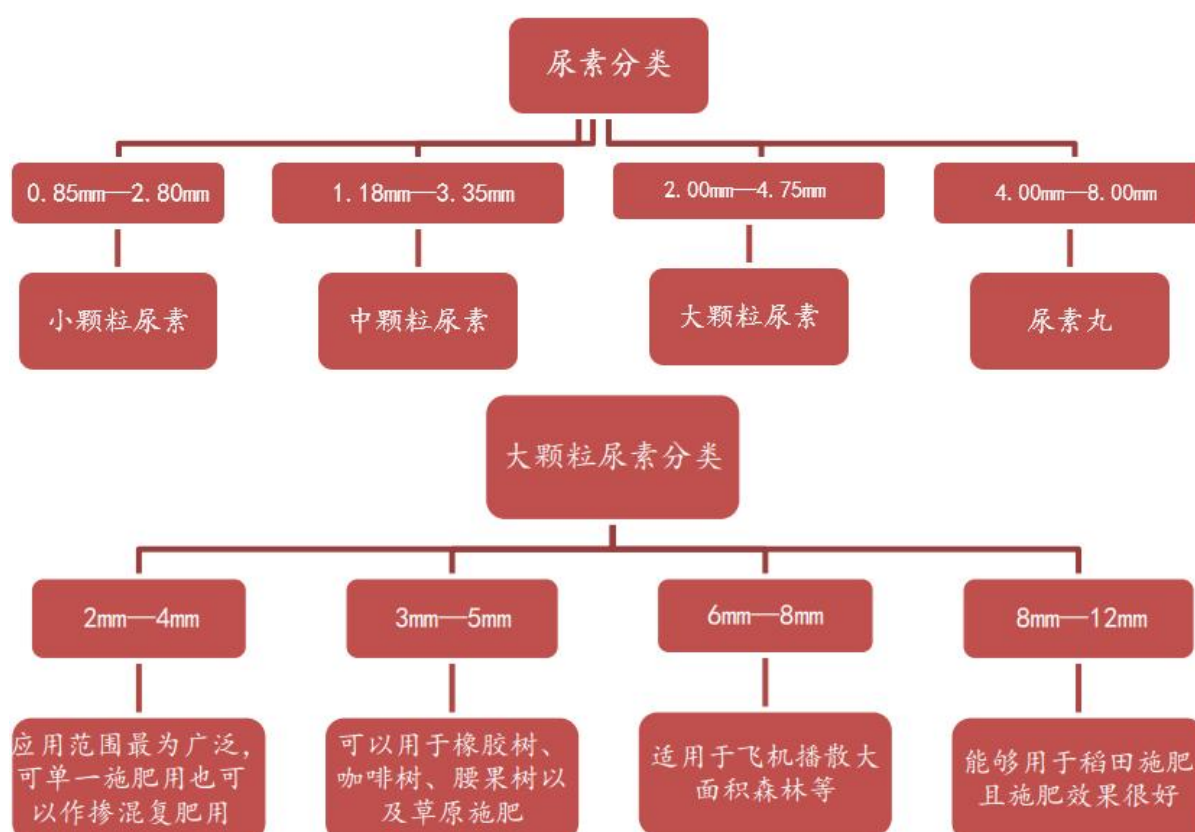 尿素分类
0.85mm—2.80mm
1.18mm—3.35mm
2.00mm—4.75mm
4.00mm—8.00mm
小颗粒尿素
中颗粒尿素
大颗粒尿素
尿素丸
大颗粒尿素分类
2mm—4mm
3mm—5mm
6mm—8mm
8mm—12mm
应用范围最为广泛，
可单一施肥用也可
以作掺混复肥用
可以用于橡胶树、
咖啡树、腰果树以
及草原施肥
适用于飞机播散大
面积森林等
能够用于稻田施肥
且施肥效果很好